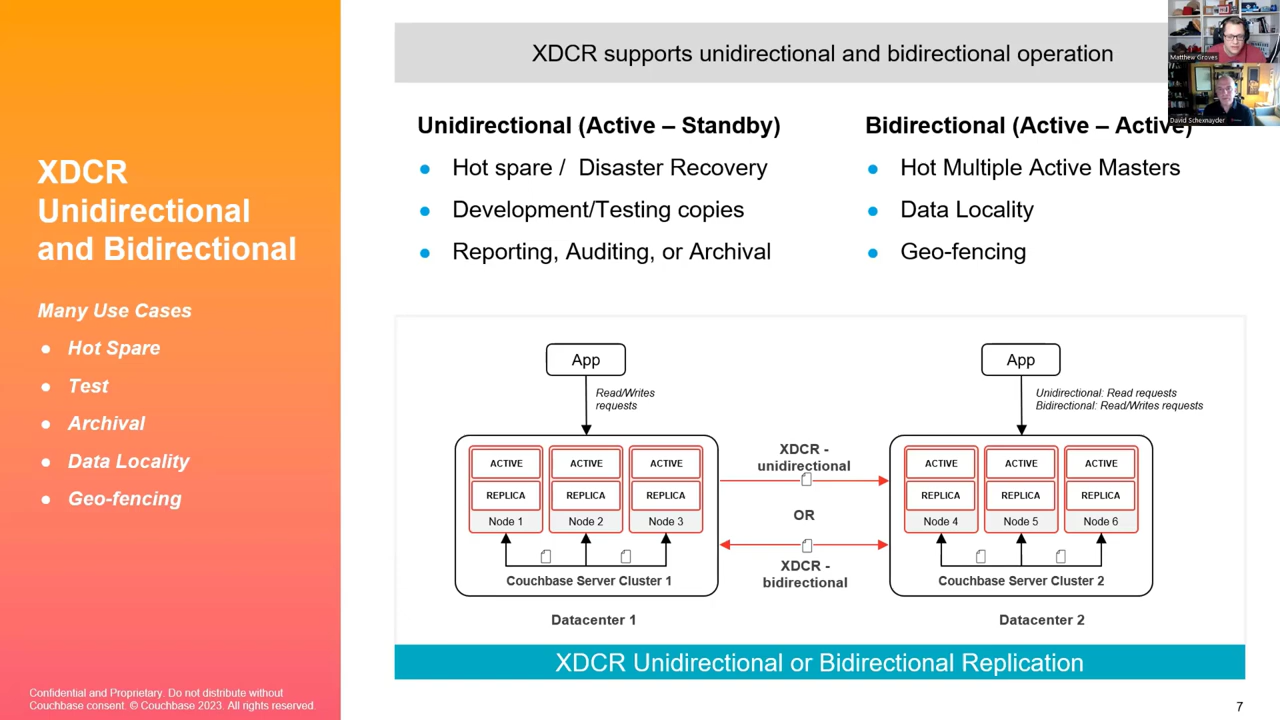 XDCR
Unidirectional
and Bidirectional
Many Use Cases
● Hot Spare
● Test
● Archival
● Data Locality
● Geo-fencing
Confidential and Proprietary. Do not distribute without
Couchbase consent. © Couchbase 2023. All rights reserved.
XDCR supports unidirectional and bidirectional operation
Matthew Groves
David Schexnayder
Unidirectional (Active – Standby)
● Hot spare / Disaster Recovery
● Development/Testing copies
● Reporting, Auditing, or Archival
Bidirectional (Active – Active)
● Hot Multiple Active Masters
● Data Locality
● Geo-fencing
App
Read/Writes
requests
ACTIVE ACTIVE ACTIVE
REPLICA REPLICA REPLICA
Node 1 Node 2 Node 3
Couchbase Server Cluster 1
Datacenter 1
XDCR -
unidirectional
OR
XDCR -
bidirectional
App
Unidirectional: Read requests
Bidirectional: Read/Writes requests
ACTIVE ACTIVE ACTIVE
REPLICA REPLICA REPLICA
Node 4 Node 5 Node 6
Couchbase Server Cluster 2
Datacenter 2
XDCR Unidirectional or Bidirectional Replication
7